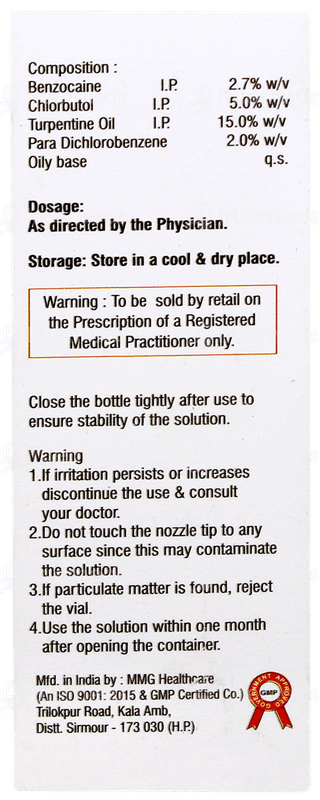 Composition :
Benzocaine I.P. 2.7% w/v
Chlorbutol I.P. 5.0% w/v
Turpentine Oil I.P. 15.0% w/v
Para Dichlorobenzene 2.0% w/v
Oily base q.s.
Dosage:
As directed by the Physician.
Storage: Store in a cool & dry place.
Warning : To be sold by retail on
the Prescription of a Registered
Medical Practitioner only.
Close the bottle tightly after use to
ensure stability of the solution.
Warning
1.If irritation persists or increases
discontinue the use & consult
your doctor.
2.Do not touch the nozzle tip to any
surface since this may contaminate
the solution.
3.If particulate matter is found, reject
the vial.
4.Use the solution within one month
after opening the container.
Mfd. in India by : MMG Healthcare
(An ISO 9001: 2015 & GMP Certified Co.)
Trilokpur Road, Kala Amb,
Distt. Sirmour - 173 030 (H.P.)
GOVERNMENT APPROVED
GMP